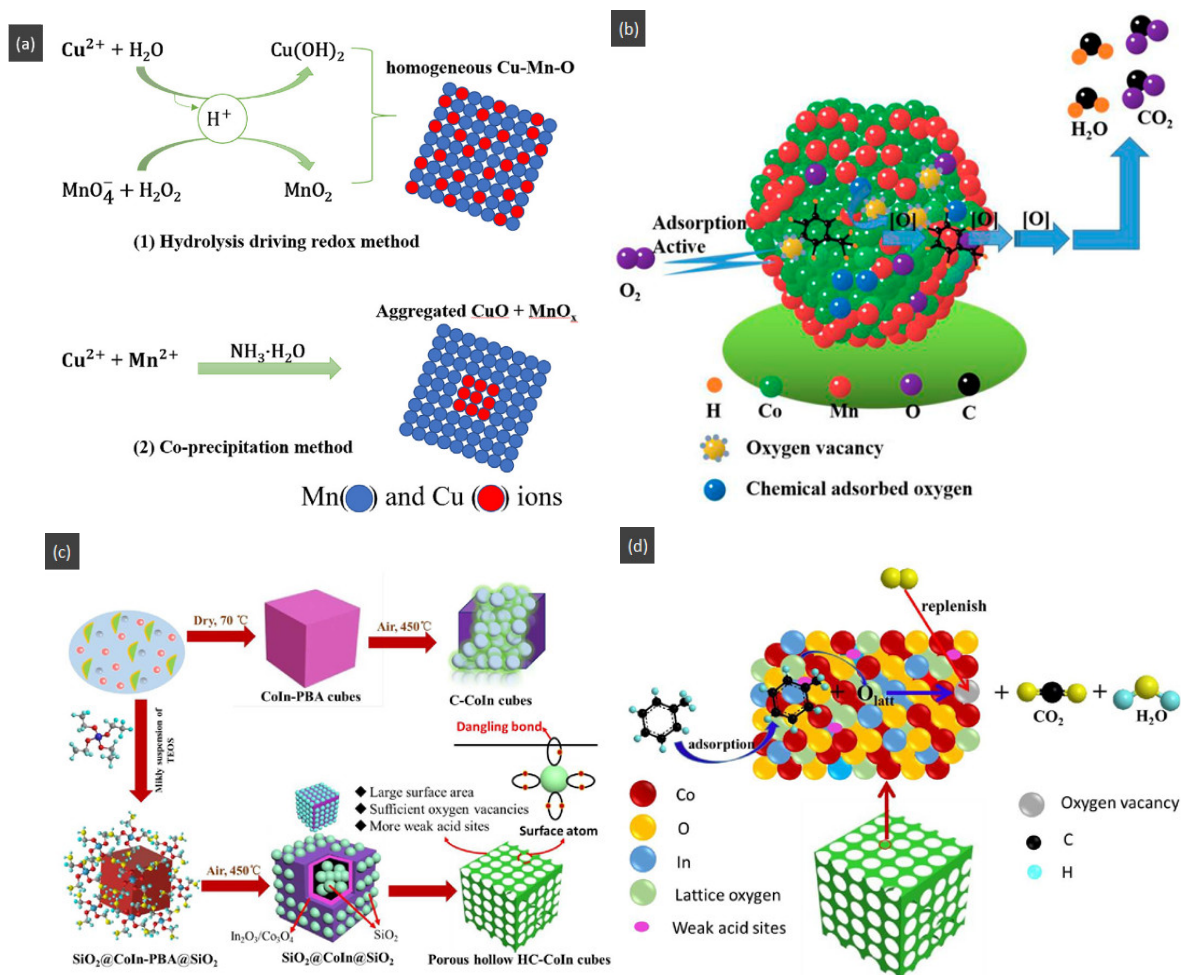 (a)
Cu²⁺ + H₂O
Cu(OH)₂
H⁺
MnO₄⁻ + H₂O₂
MnO₂
homogeneous Cu-Mn-O
(1) Hydrolysis driving redox method
Aggregated CuO + MnOₓ
Cu²⁺ + Mn²⁺
NH₃·H₂O
(2) Co-precipitation method
Mn( ) and Cu ( ) ions
(b)
H₂O
CO₂
Adsorption
Active
O₂
[O]
[O]
[O]
H
Co
Mn
O
C
Oxygen vacancy
Chemical adsorbed oxygen
(c)
Dry, 70 ℃
Air, 450℃
CoIn-PBA cubes
C-CoIn cubes
Mikly suspension of
TEOS
Dangling bond
Surface atom
◆ Large surface area
◆ Sufficient oxygen vacancies
◆ More weak acid sites
Air, 450℃
In₂O₃/Co₃O₄
SiO₂
SiO₂@CoIn-PBA@SiO₂
SiO₂@CoIn@SiO₂
Porous hollow HC-CoIn cubes
(d)
replenish
+ Olatt
adsorption
+
CO₂
+
H₂O
Co
O
In
Lattice oxygen
Weak acid sites
Oxygen vacancy
C
H